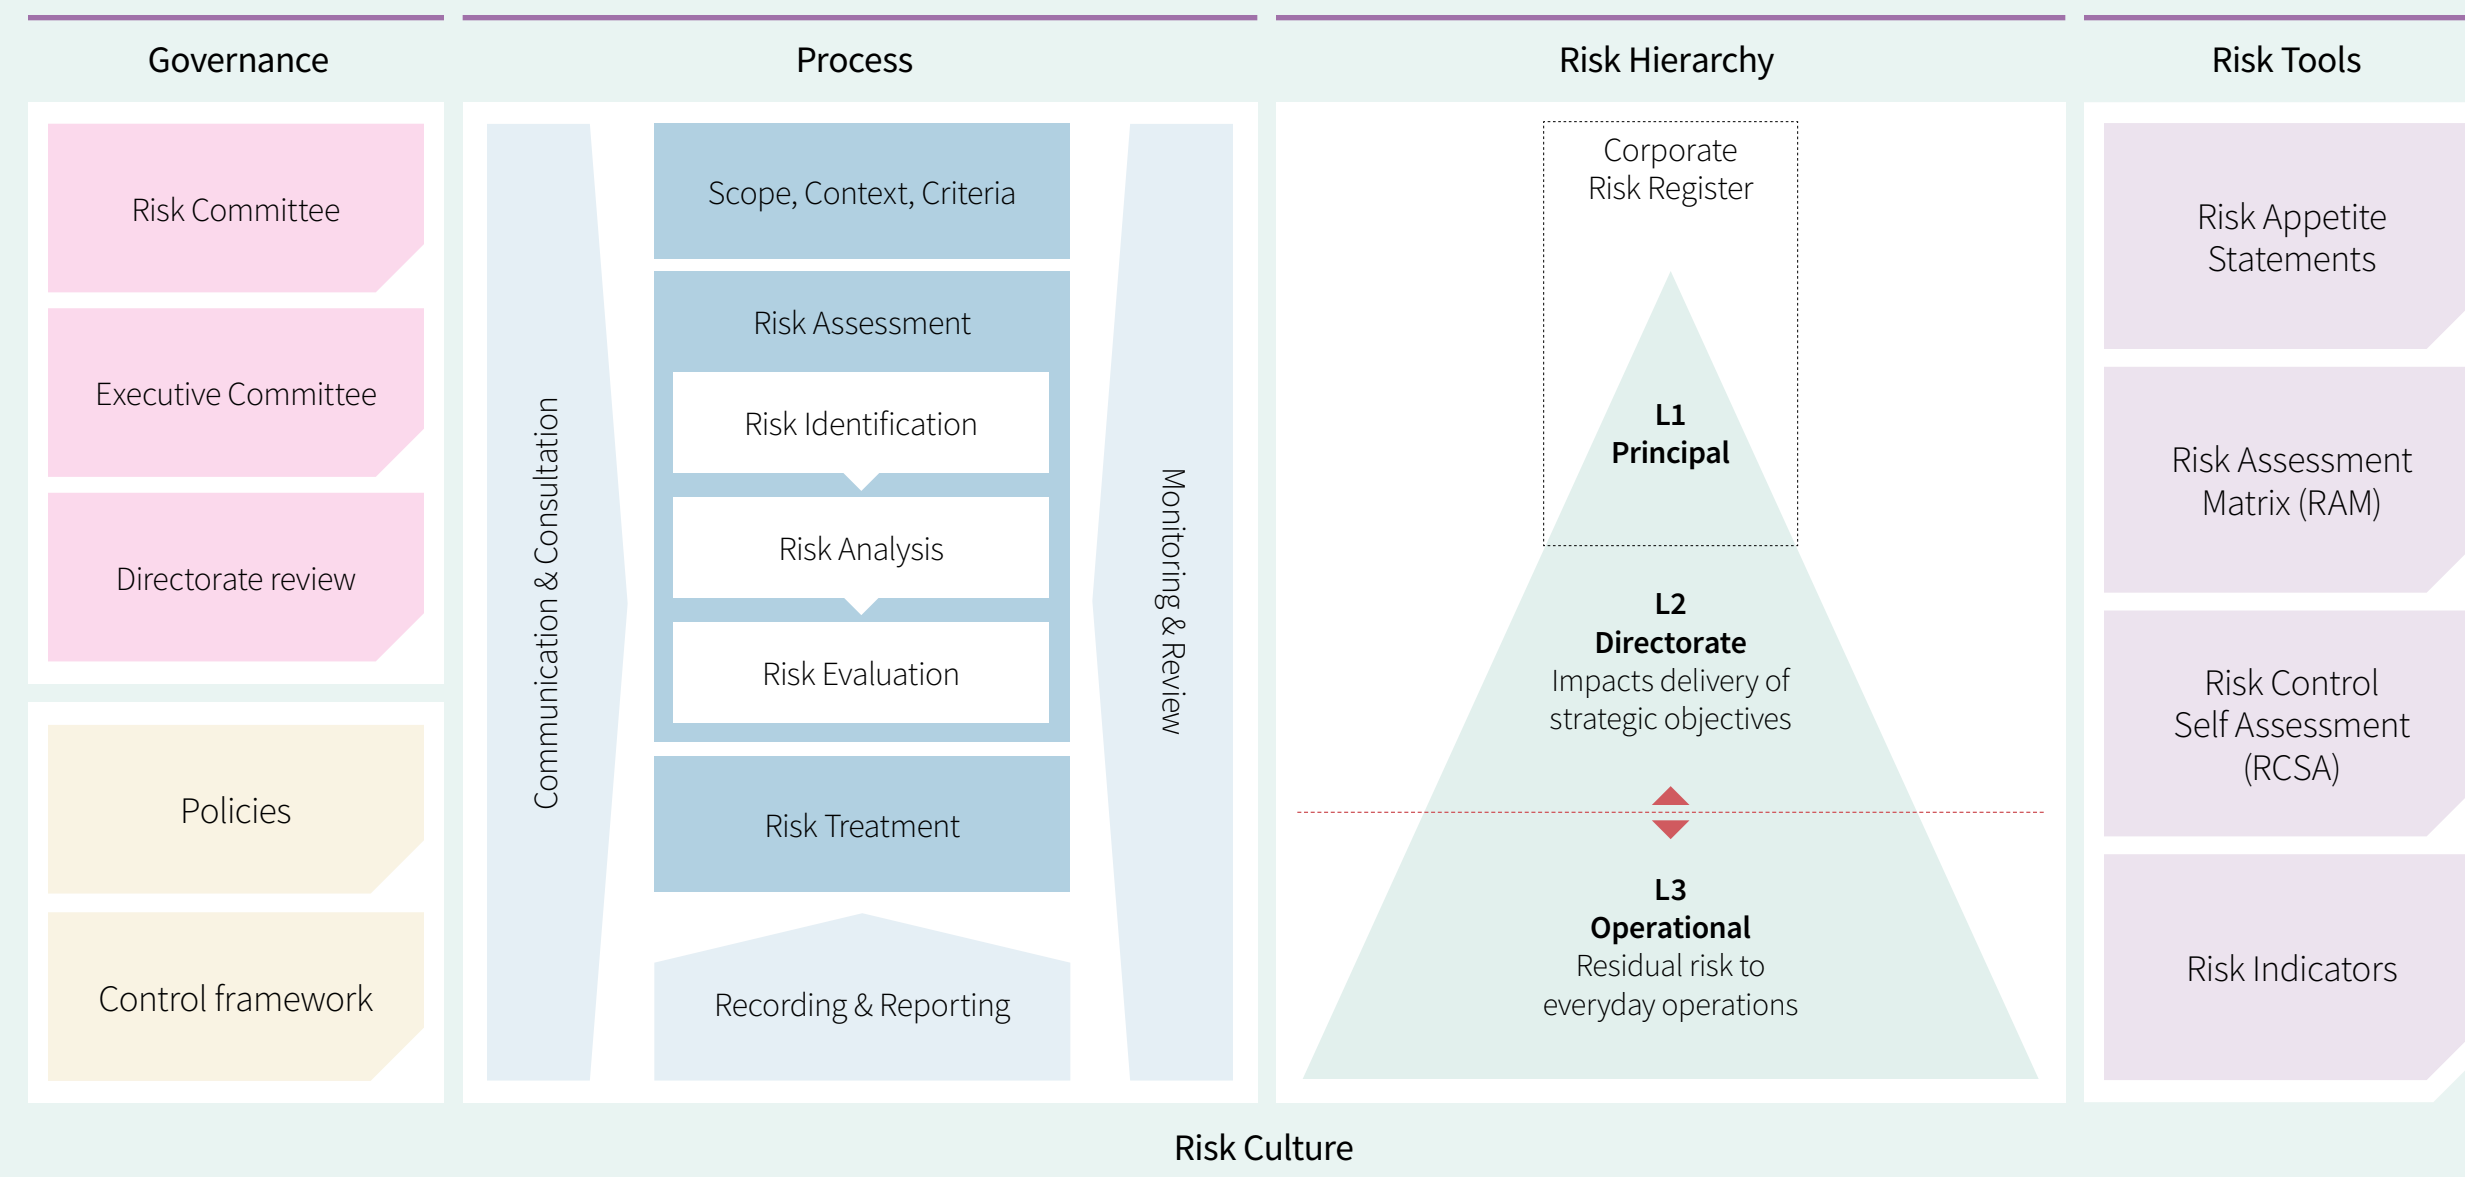 Governance
Risk Committee
Executive Committee
Directorate review
Policies
Control framework
Process
Communication & Consultation
Scope, Context, Criteria
Risk Assessment
Risk Identification
Risk Analysis
Risk Evaluation
Risk Treatment
Recording & Reporting
Monitoring & Review
Risk Hierarchy
Corporate
Risk Register
L1
Principal
L2
Directorate
Impacts delivery of
strategic objectives
L3
Operational
Residual risk to
everyday operations
Risk Tools
Risk Appetite
Statements
Risk Assessment
Matrix (RAM)
Risk Control
Self Assessment
(RCSA)
Risk Indicators
Risk Culture